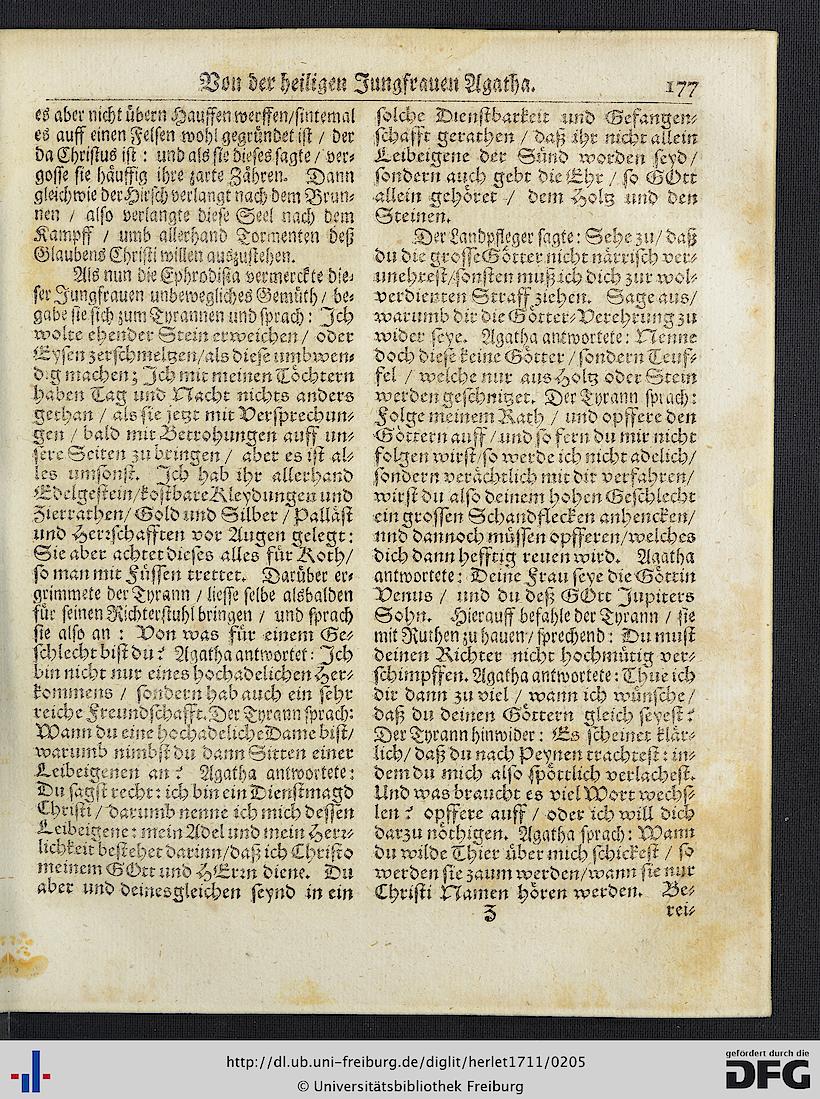 Von der heiligen Jungfrauen Agatha. 177
es aber nicht übern Hauffen werffen/sintemal
es auff einen Felsen wohl gegründet ist / der
da Christus ist : und als sie dieses sagte / ver-
gosse sie häuffig ihre zarte Zähren. Dann
gleichwie der Hirsch verlangt nach dem Brun-
nen / also verlangte diese Seel nach dem
Kampff / umb allerhand Tormenten deß
Glaubens Christi willen auszustehen.
Als nun die Ephrodisia vermerckte die-
ser Jungfrauen unbewegliches Gemüth / be-
gabe sie sich zum Tyrannen und sprach : Ich
wolte ehender Stein erweichen / oder
Eysen zerschmeltzen/als diese umbwen-
dig machen; Ich mit meinen Töchtern
haben Tag und Nacht nichts anders
gethan / als sie jetzt mit Versprechun-
gen / bald mit Betrohungen auff un-
sere Seiten zu bringen / aber es ist al-
les umsonst. Ich hab ihr allerhand
Edelgestein/kostbare Kleydungen und
Zierrathen/ Gold und Silber / Palläst
und Herrschafften vor Augen gelegt:
Sie aber achtet dieses alles für Koth/
so man mit Füssen trettet. Darüber er-
grimmete der Tyrann / liesse selbe alsbalden
für seinen Richterstuhl bringen / und sprach
sie also an : Von was für einem Ge-
schlecht bist du? Agatha antwortet: Ich
bin nicht nur eines hochadelichen Her-
kommens / sondern hab auch ein sehr
reiche Freundschafft. Der Tyrann sprach:
Wann du eine hochadeliche Dame bist/
warumb nimbst du dann Sitten einer
Leibeigenen an? Agatha antwortete:
Du sagst recht: ich bin ein Dienstmagd
Christi / darumb nenne ich mich dessen
Leibeigene: mein Adel und mein Herr-
lichkeit bestehet darinn/daß ich Christo
meinem GOtt und HErrn diene. Du
aber und deines gleichen seynd in ein
solche Dienstbarkeit und Gefangen-
schafft gerathen / daß ihr nicht allein
Leibeigene der Sünd worden seyd/
sondern auch gebt die Ehr / so GOtt
allein gehöret / dem Holtz und den
Steinen.
Der Landpfleger sagte: Sehe zu/ daß
du die grosse Götter nicht närrisch ver-
unehrest/sonsten muß ich dich zur wol-
verdienten Straff ziehen. Sage aus/
warumb dir die Götter-Verehrung zu
wider seye. Agatha antwortete: Nenne
doch diese keine Götter / sondern Teuf-
fel / welche nur aus Holtz oder Stein
werden geschnitzet. Der Tyrann sprach:
Folge meinem Rath / und opffere den
Göttern auff / und so fern du mir nicht
folgen wirst/so werde ich nicht adelich/
sondern verächtlich mit dir verfahren/
wirst du also deinem hohen Geschlecht
ein grossen Schandflecken anhencken/
und dannoch müssen opfferen/welches
dich dann hefftig reuen wird. Agatha
antwortete: Deine Frau seye die Göttin
Venus / und du deß GOtt Jupiters
Sohn. Hierauff befahle der Tyrann / sie
mit Ruthen zu hauen/ sprechend: Du must
deinen Richter nicht hochmütig ver-
schimpffen. Agatha antwortete: Thue ich
dir dann zu viel / wann ich wünsche/
daß du deinen Göttern gleich seyest?
Der Tyrann hinwider: Es scheinet klär-
lich/ daß du nach Peynen trachtest: in-
dem du mich also spöttlich verlachest.
Und was braucht es viel Wort wechs-
len? opffere auff / oder ich will dich
darzu nöthigen. Agatha sprach: Wann
du wilde Thier über mich schickest / so
werden sie zaum werden/wann sie nur
Christi Namen hören werden. Be-
Z rei-
http://dl.ub.uni-freiburg.de/diglit/herlet1711/0205
© Universitätsbibliothek Freiburg
gefördert durch die
DFG